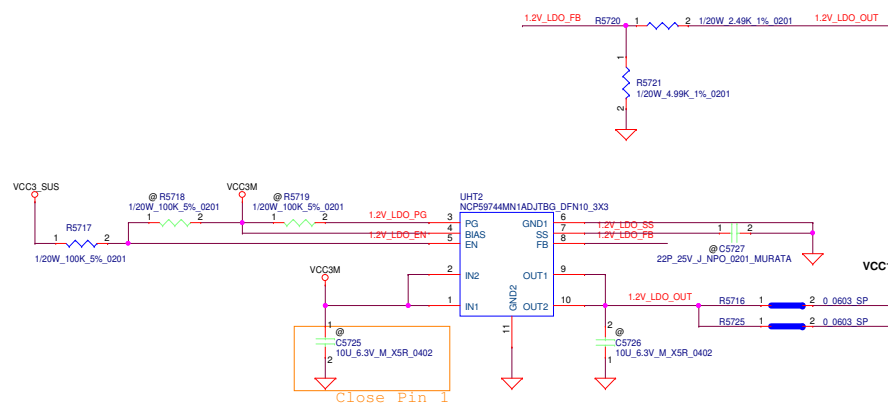 1.2V_LDO_FB R5720 1 2 1/20W_2.49K_1%_0201 1.2V_LDO_OUT
1
R5721
1/20W_4.99K_1%_0201
2
VCC3_SUS @ R5718 VCC3M @ R5719 UHT2
1/20W_100K_5%_0201 1/20W_100K_5%_0201 NCP59744MN1ADJTBG_DFN10_3X3
R5717 1 2 1 2 1.2V_LDO_PG 3 PG GND1 6
1.2V_LDO_SS
4 BIAS SS 7 1 2
1 2 1.2V_LDO_EN 5 EN FB 8 1.2V_LDO_FB
1/20W_100K_5%_0201 @ C5727
22P_25V_J_NPO_0201_MURATA
VCC3M 2 IN2 OUT1 9 VCC1
1.2V_LDO_OUT
1 IN1 OUT2 10 R5716 1 2 0_0603_SP
GND2
11
R5725 1 2 0_0603_SP
1 @ 2 @
C5725 C5726
2 10U_6.3V_M_X5R_0402 1 10U_6.3V_M_X5R_0402
Close Pin 1